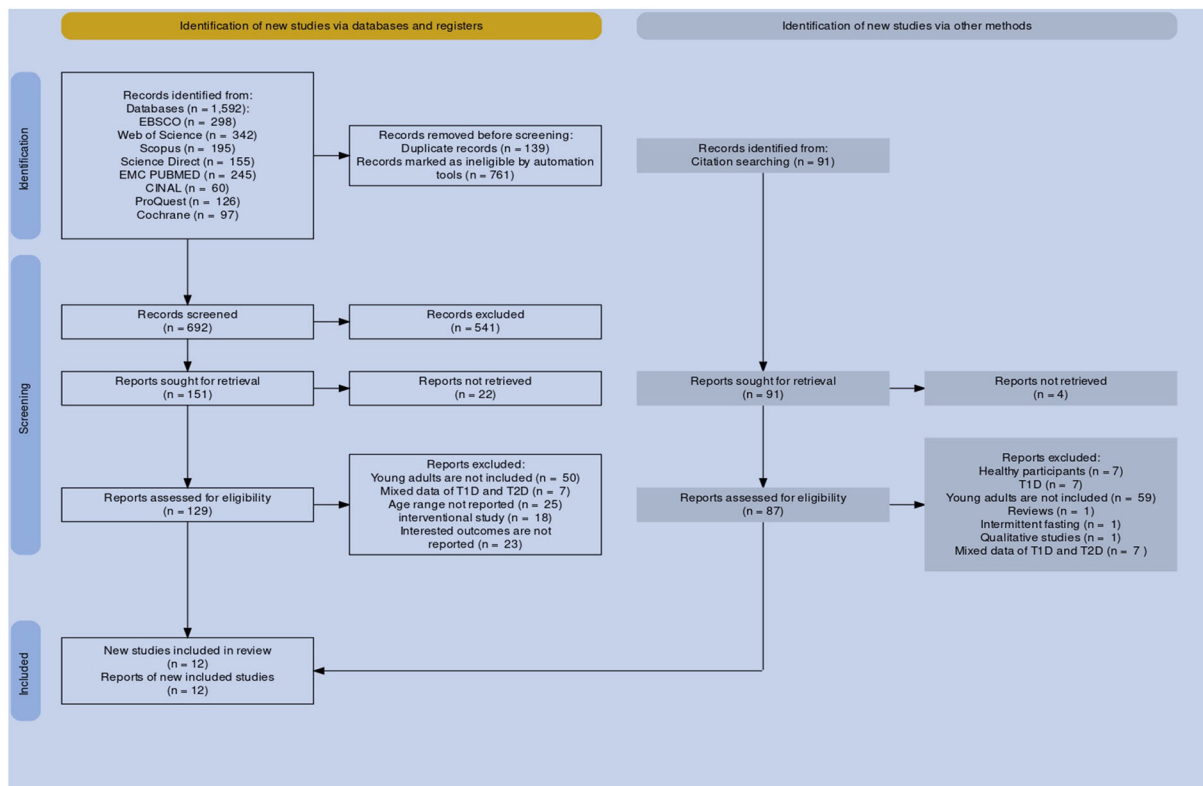 Identification of new studies via databases and registers
Identification of new studies via other methods
Identification
Records identified from:
Databases (n = 1,592):
EBSCO (n = 298)
Web of Science (n = 342)
Scopus (n = 195)
Science Direct (n = 155)
EMC PUBMED (n = 245)
CINAL (n = 60)
ProQuest (n = 126)
Cochrane (n = 97)
Records removed before screening:
Duplicate records (n = 139)
Records marked as ineligible by automation
tools (n = 761)
Records identified from:
Citation searching (n = 91)
Screening
Records screened
(n = 692)
Records excluded
(n = 541)
Reports sought for retrieval
(n = 151)
Reports not retrieved
(n = 22)
Reports sought for retrieval
(n = 91)
Reports not retrieved
(n = 4)
Reports assessed for eligibility
(n = 129)
Reports excluded:
Young adults are not included (n = 50)
Mixed data of T1D and T2D (n = 7)
Age range not reported (n = 25)
interventional study (n = 18)
Interested outcomes are not
reported (n = 23)
Reports assessed for eligibility
(n = 87)
Reports excluded:
Healthy participants (n = 7)
T1D (n = 7)
Young adults are not included (n = 59)
Reviews (n = 1)
Intermittent fasting (n = 1)
Qualitative studies (n = 1)
Mixed data of T1D and T2D (n = 7 )
Included
New studies included in review
(n = 12)
Reports of new included studies
(n = 12)